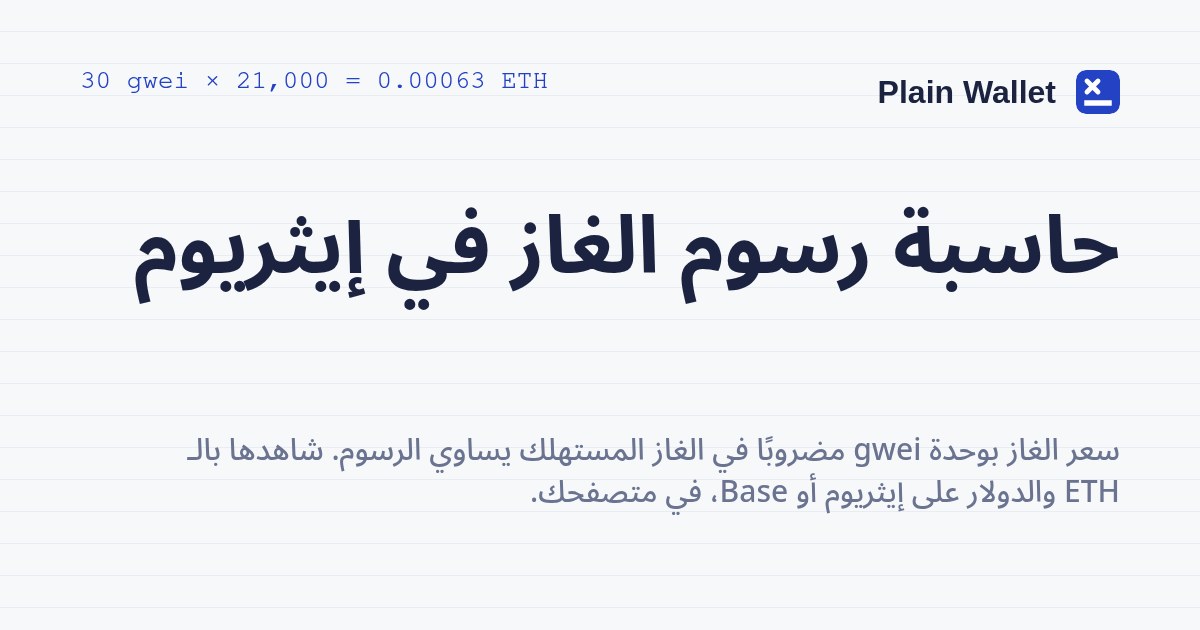 30 gwei × 21,000 = 0.00063 ETH
Plain Wallet
حاسبة رسوم الغاز في إيثريوم
سعر الغاز بوحدة gwei مضروبًا في الغاز المستهلك يساوي الرسوم. شاهدها بالـ
ETH والدولار على إيثريوم أو Base، في متصفحك.